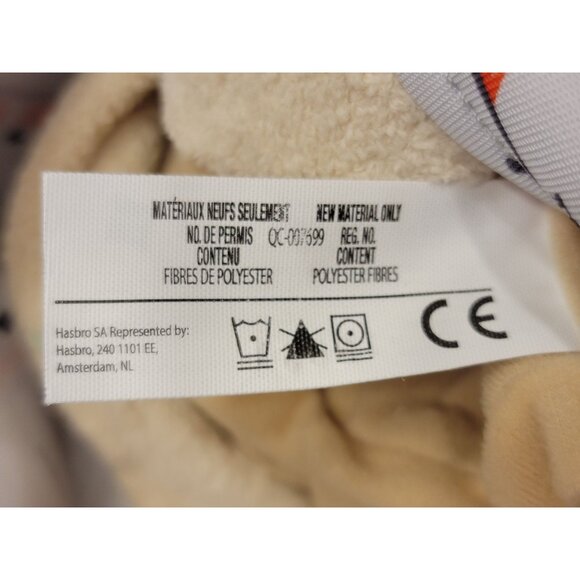 MATÉRIAUX NEUFS SEULEMENT NEW MATERIAL ONLY
NO. DE PERMIS QC-007699 REG. NO.
CONTENU CONTENT
FIBRES DE POLYESTER POLYESTER FIBRES
Hasbro SA Represented by:
Hasbro, 240 1101 EE,
Amsterdam, NL
CE